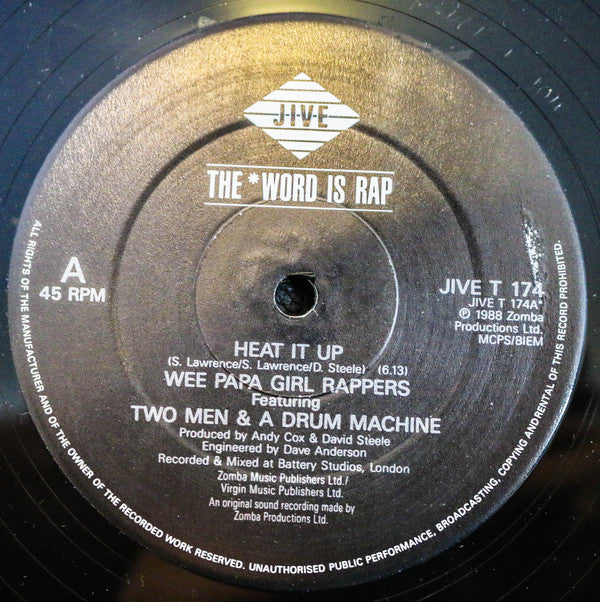 J·I·V·E
THE *WORD IS RAP
A
45 RPM
JIVE T 174
JIVE T 174A*
℗ 1988 Zomba
Productions Ltd.
MCPS/BIEM
HEAT IT UP
(S. Lawrence/S. Lawrence/D. Steele) (6.13)
WEE PAPA GIRL RAPPERS
Featuring
TWO MEN & A DRUM MACHINE
Produced by Andy Cox & David Steele
Engineered by Dave Anderson
Recorded & Mixed at Battery Studios, London
Zomba Music Publishers Ltd./
Virgin Music Publishers Ltd.
An original sound recording made by
Zomba Productions Ltd.
ALL RIGHTS OF THE MANUFACTURER AND OF THE OWNER OF THE RECORDED WORK RESERVED. UNAUTHORISED PUBLIC PERFORMANCE, BROADCASTING, COPYING AND RENTAL OF THIS RECORD PROHIBITED.